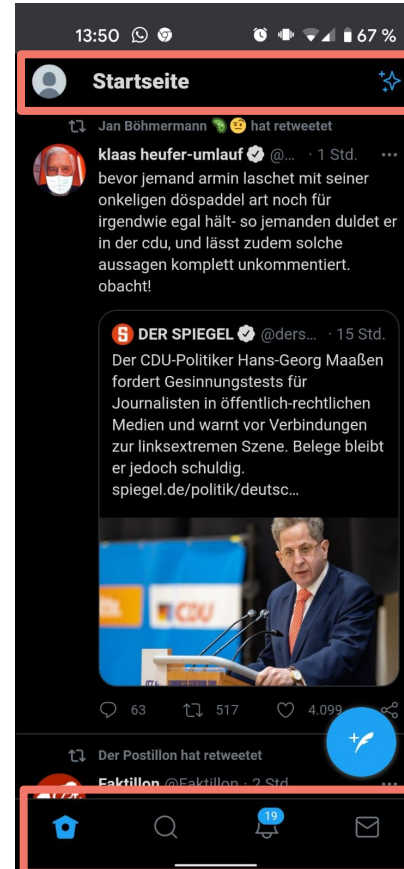 13:50 67 %
Startseite
Jan Böhmermann 🦠🤨 hat retweetet
klaas heufer-umlauf @... · 1 Std.
bevor jemand armin laschet mit seiner
onkeligen döspaddel art noch für
irgendwie egal hält- so jemanden duldet er
in der cdu, und lässt zudem solche
aussagen komplett unkommentiert.
obacht!
S DER SPIEGEL @ders... · 15 Std.
Der CDU-Politiker Hans-Georg Maaßen
fordert Gesinnungstests für
Journalisten in öffentlich-rechtlichen
Medien und warnt vor Verbindungen
zur linksextremen Szene. Belege bleibt
er jedoch schuldig.
spiegel.de/politik/deutsc...
CDU
63 517 4.099
Der Postillon hat retweetet
Faktillon @Faktillon · 2 Std.
19